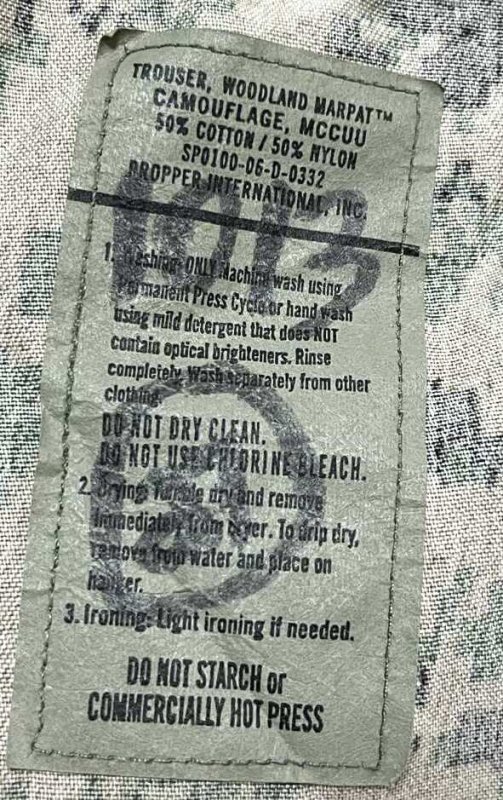 TROUSER, WOODLAND MARPAT™
CAMOUFLAGE, MCCUU
50% COTTON / 50% NYLON
SP0100-06-D-0332
PROPPER INTERNATIONAL, INC.
1013
1. Washing: ONLY Machine wash using
Permanent Press Cycle or hand wash
using mild detergent that does NOT
contain optical brighteners. Rinse
completely. Wash separately from other
clothing.
DO NOT DRY CLEAN.
DO NOT USE CHLORINE BLEACH.
2. Drying: Tumble dry and remove
immediately from dryer. To drip dry,
remove from water and place on
hanger.
3. Ironing: Light ironing if needed.
DO NOT STARCH or
COMMERCIALLY HOT PRESS